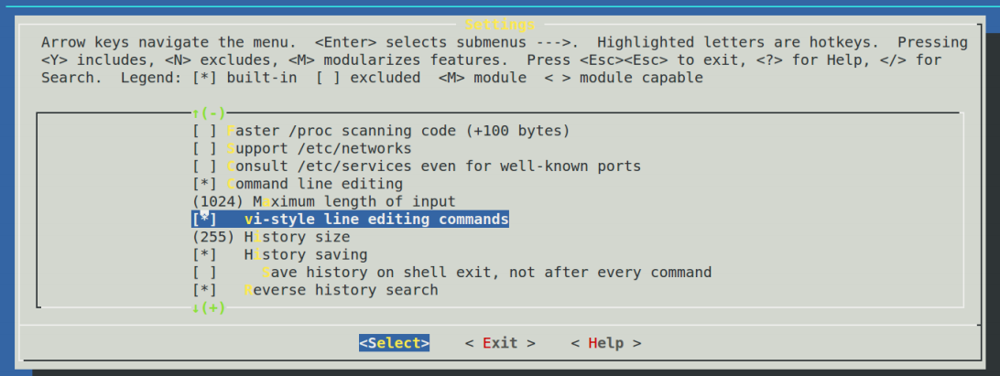 Settings
Arrow keys navigate the menu.  <Enter> selects submenus --->.  Highlighted letters are hotkeys.  Pressing
<Y> includes, <N> excludes, <M> modularizes features.  Press <Esc><Esc> to exit, <?> for Help, </> for
Search.  Legend: [*] built-in  [ ] excluded  <M> module  < > module capable
↑(-)
[ ] Faster /proc scanning code (+100 bytes)
[ ] Support /etc/networks
[ ] Consult /etc/services even for well-known ports
[*] Command line editing
(1024) Maximum length of input
[*]   vi-style line editing commands
(255) History size
[*]   History saving
[ ]     Save history on shell exit, not after every command
[*]   Reverse history search
↓(+)
<Select>    < Exit >    < Help >